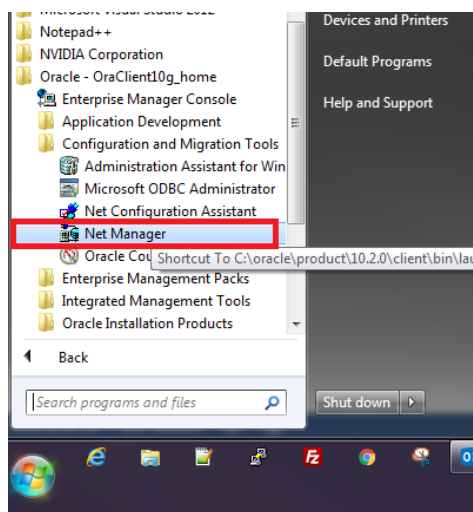 Microsoft Visual Studio 2012
Notepad++
NVIDIA Corporation
Oracle - OraClient10g_home
Enterprise Manager Console
Application Development
Configuration and Migration Tools
Administration Assistant for Win
Microsoft ODBC Administrator
Net Configuration Assistant
Net Manager
Oracle Cou
Shortcut To C:\oracle\product\10.2.0\client\bin\lau
Enterprise Management Packs
Integrated Management Tools
Oracle Installation Products
Back
Search programs and files
Devices and Printers
Default Programs
Help and Support
Shut down
Fz